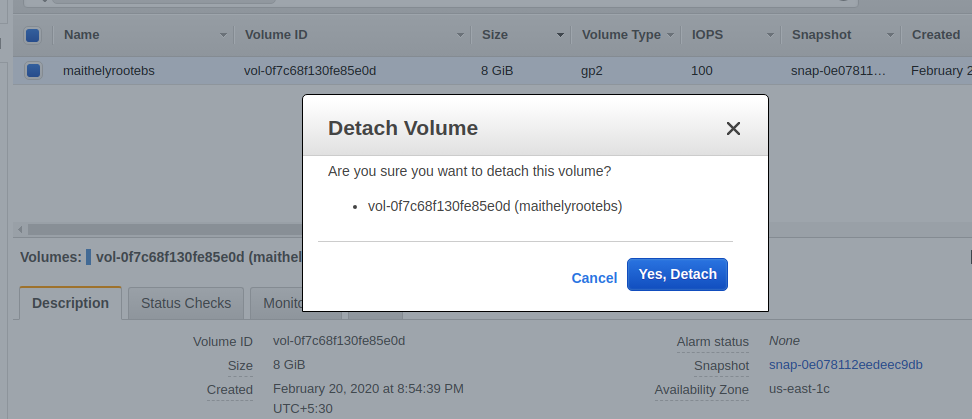 Name Volume ID Size Volume Type IOPS Snapshot Created
maithelyrootebs vol-0f7c68f130fe85e0d 8 GiB gp2 100 snap-0e07811... February 2
Detach Volume
Are you sure you want to detach this volume?
• vol-0f7c68f130fe85e0d (maithelyrootebs)
Cancel Yes, Detach
Volumes: vol-0f7c68f130fe85e0d (maithel
Description Status Checks Monito
Volume ID vol-0f7c68f130fe85e0d Alarm status None
Size 8 GiB Snapshot snap-0e078112eedeec9db
Created February 20, 2020 at 8:54:39 PM Availability Zone us-east-1c
UTC+5:30